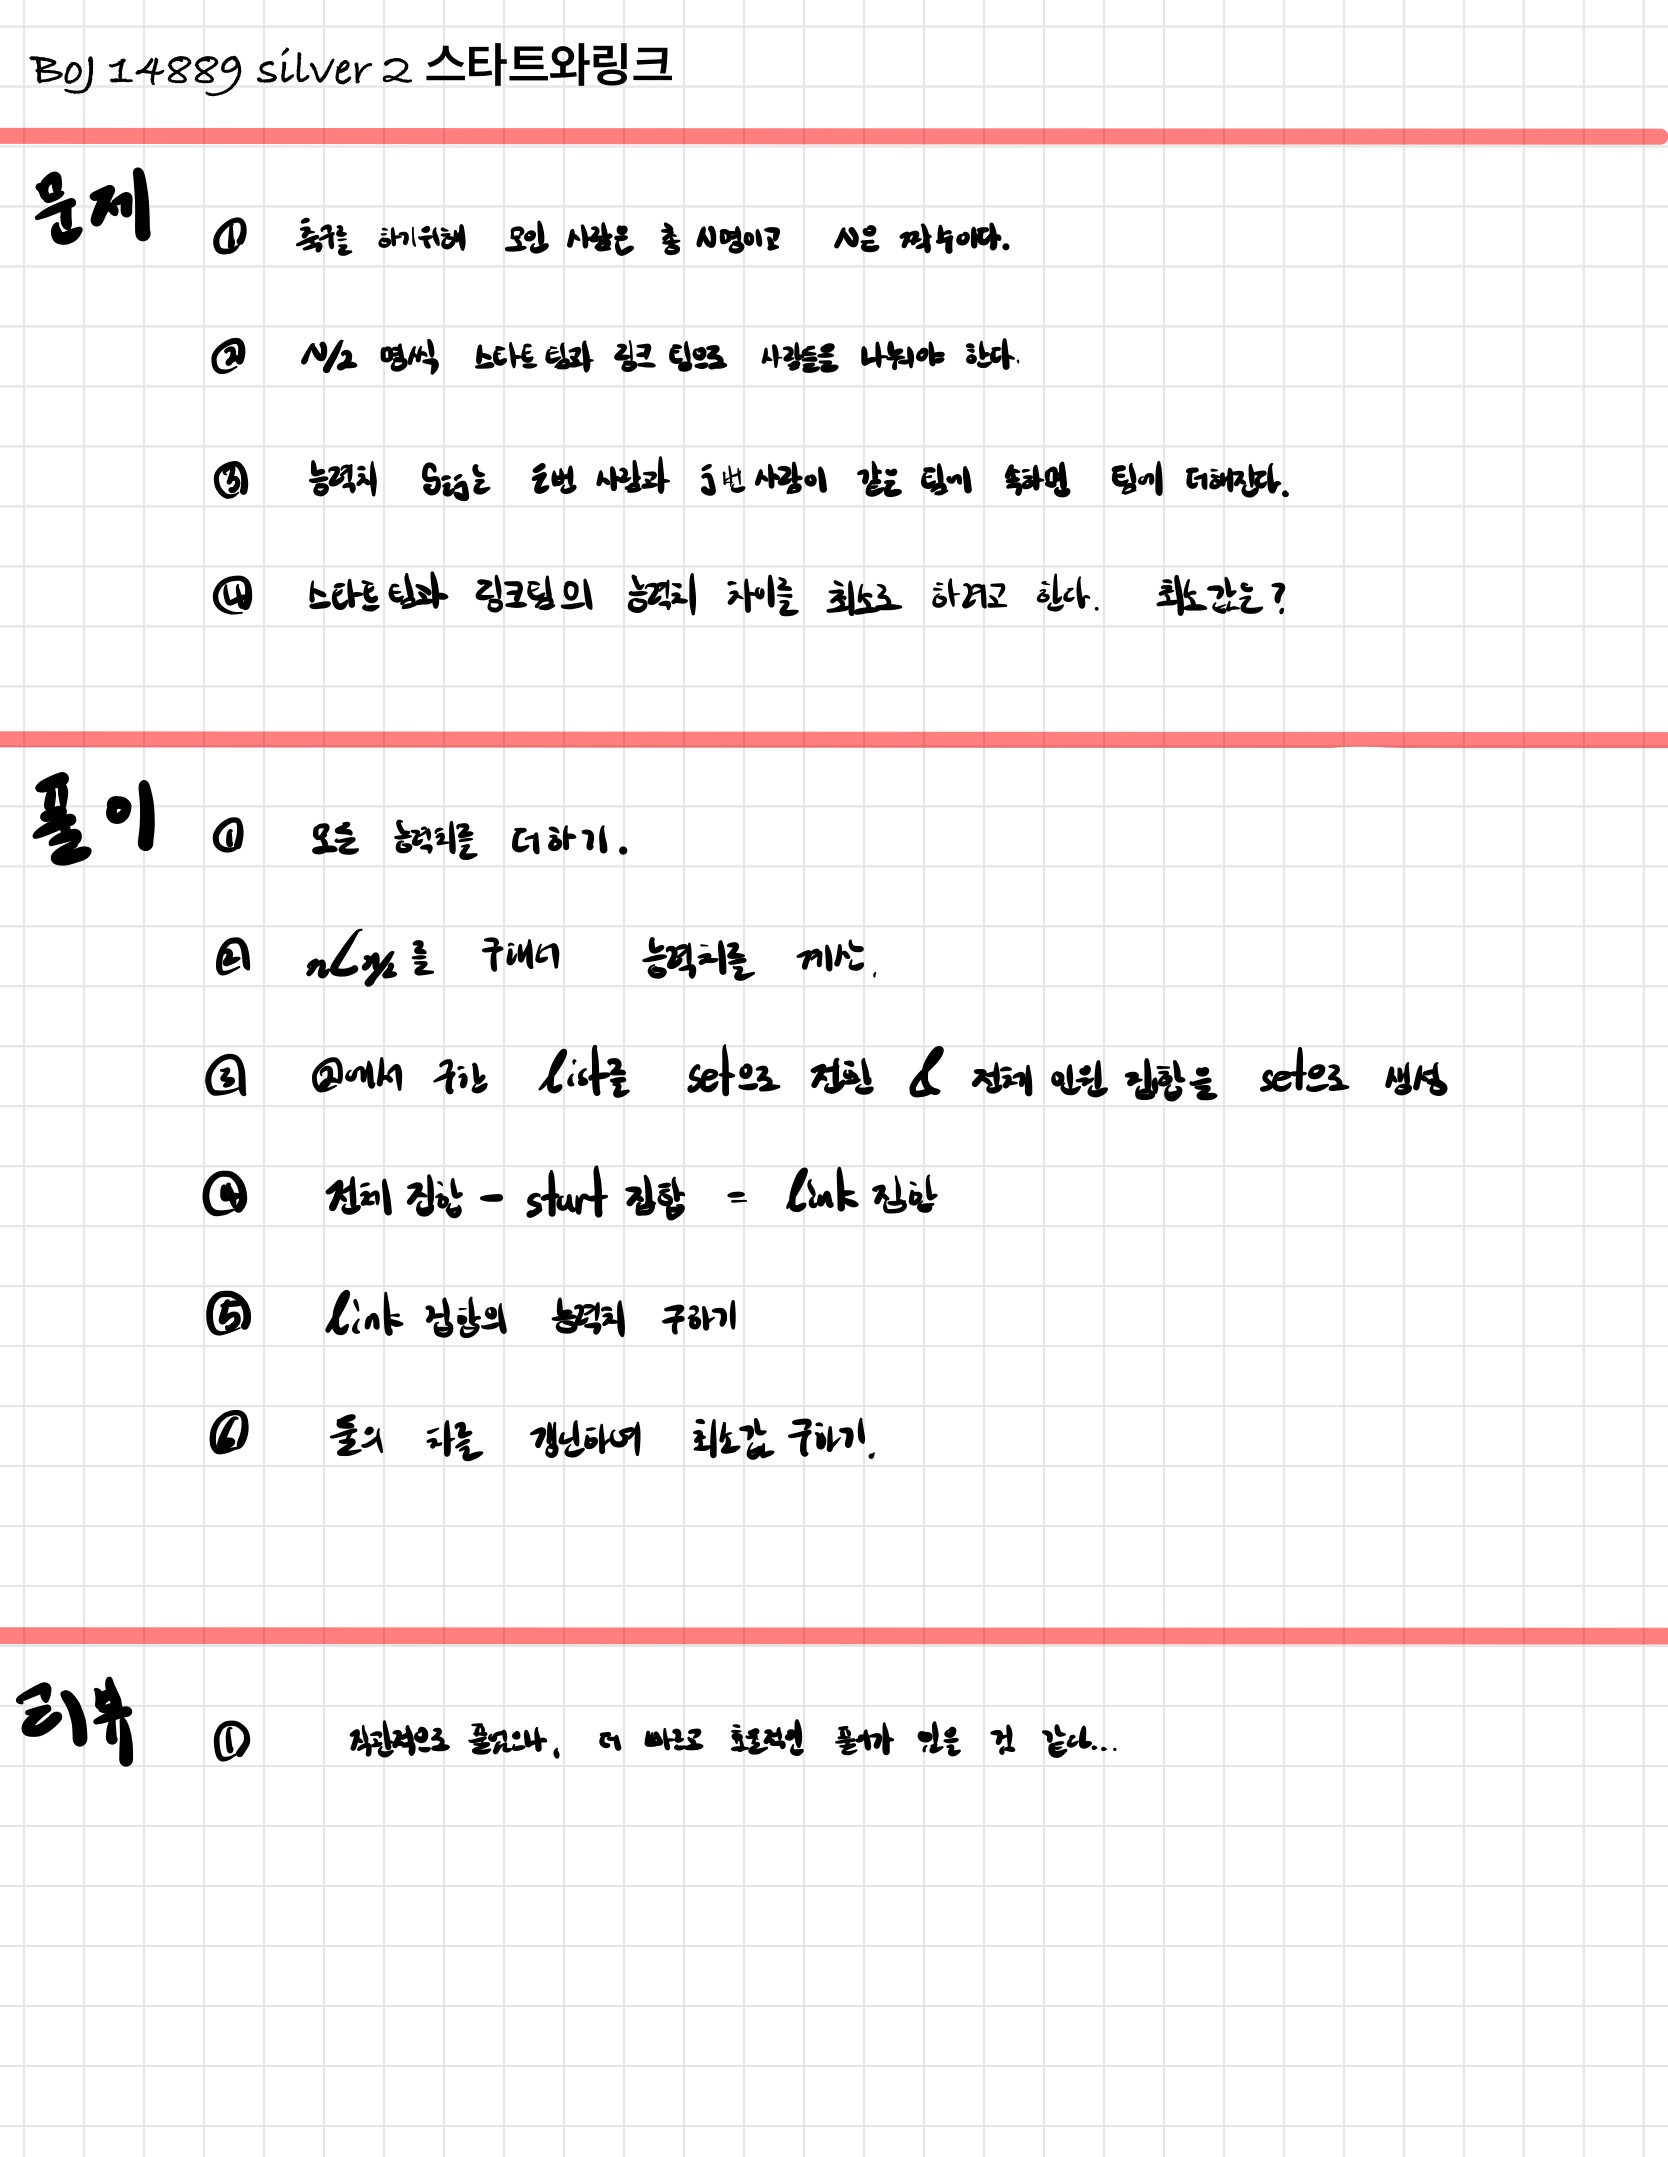 BOJ 14889 silver 2 스타트와링크
문제
① 축구를 하기위해 모인 사람은 총 N명이고 N은 짝수이다.
② N/2 명씩 스타트팀과 링크 팀으로 사람들을 나눠야 한다.
③ 능력치 Sij는 i번 사람과 j번 사람이 같은 팀에 속하면 팀에 더해진다.
④ 스타트팀과 링크팀의 능력치 차이를 최소로 하려고 한다. 최소값은?
풀이
① 모든 능력치를 더하기.
② nCn/2를 구해서 능력치를 계산.
③ ②에서 구한 list를 set으로 전환 & 전체 인원 집합을 set으로 생성
④ 전체 집합 - start 집합 = link 집합
⑤ link 집합의 능력치 구하기
⑥ 둘의 차를 갱신하며 최소값 구하기.
리뷰
① 직관적으로 풀었으나, 더 빠르고 효율적인 풀이가 있을 것 같다...